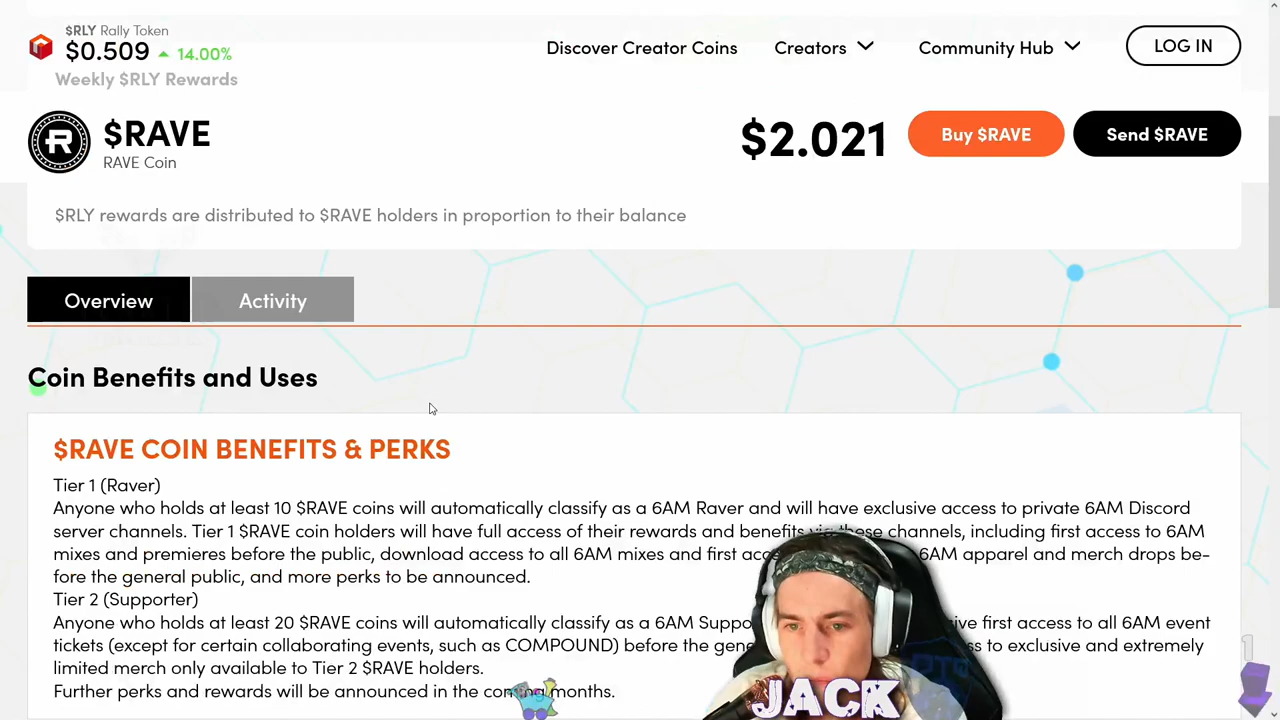 $RLY Rally Token
$0.509 14.00%
Discover Creator Coins Creators Community Hub LOG IN
Weekly $RLY Rewards
R $RAVE
RAVE Coin
$2.021 Buy $RAVE Send $RAVE
$RLY rewards are distributed to $RAVE holders in proportion to their balance
Overview Activity
Coin Benefits and Uses
$RAVE COIN BENEFITS & PERKS
Tier 1 (Raver)
Anyone who holds at least 10 $RAVE coins will automatically classify as a 6AM Raver and will have exclusive access to private 6AM Discord
server channels. Tier 1 $RAVE coin holders will have full access of their rewards and benefits via these channels, including first access to 6AM
mixes and premieres before the public, download access to all 6AM mixes and first 6AM apparel and merch drops be-
fore the general public, and more perks to be announced.
Tier 2 (Supporter)
Anyone who holds at least 20 $RAVE coins will automatically classify as a 6AM first access to all 6AM event
tickets (except for certain collaborating events, such as COMPOUND) before the to exclusive and extremely
limited merch only available to Tier 2 $RAVE holders.
Further perks and rewards will be announced in the coming months.
JACK